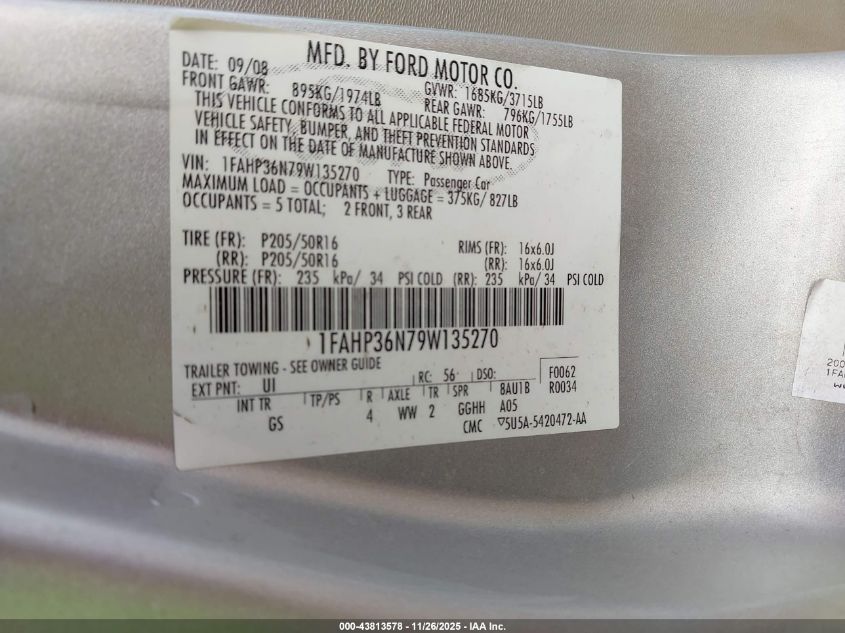 MFD. BY FORD MOTOR CO.
DATE: 09/08 GVWR: 1685KG/3715LB
FRONT GAWR: 895KG/1974LB REAR GAWR: 796KG/1755LB
THIS VEHICLE CONFORMS TO ALL APPLICABLE FEDERAL MOTOR
VEHICLE SAFETY, BUMPER, AND THEFT PREVENTION STANDARDS
IN EFFECT ON THE DATE OF MANUFACTURE SHOWN ABOVE.
VIN: 1FAHP36N79W135270 TYPE: Passenger Car
MAXIMUM LOAD = OCCUPANTS + LUGGAGE = 375KG/ 827LB
OCCUPANTS = 5 TOTAL; 2 FRONT, 3 REAR
TIRE (FR): P205/50R16 RIMS (FR): 16x6.0J
(RR): P205/50R16 (RR): 16x6.0J
PRESSURE (FR): 235 kPa/ 34 PSI COLD (RR): 235 kPa/ 34 PSI COLD
1FAHP36N79W135270
TRAILER TOWING - SEE OWNER GUIDE
EXT PNT: UI RC: 56 DSO: F0062
R0034
INT TR TP/PS R AXLE TR SPR 8AU1B
GS 4 WW 2 GGHH A05
CMC ▽5U5A-5420472-AA
200
1FA
000-43813578 - 11/26/2025 - IAA Inc.